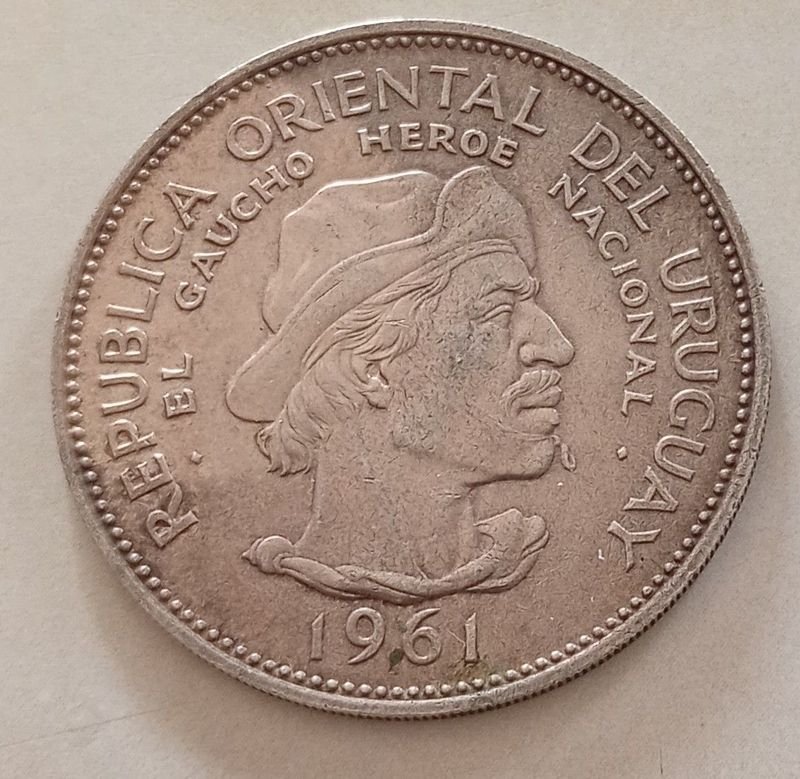 REPUBLICA ORIENTAL DEL URUGUAY
· EL GAUCHO HEROE NACIONAL ·
1961